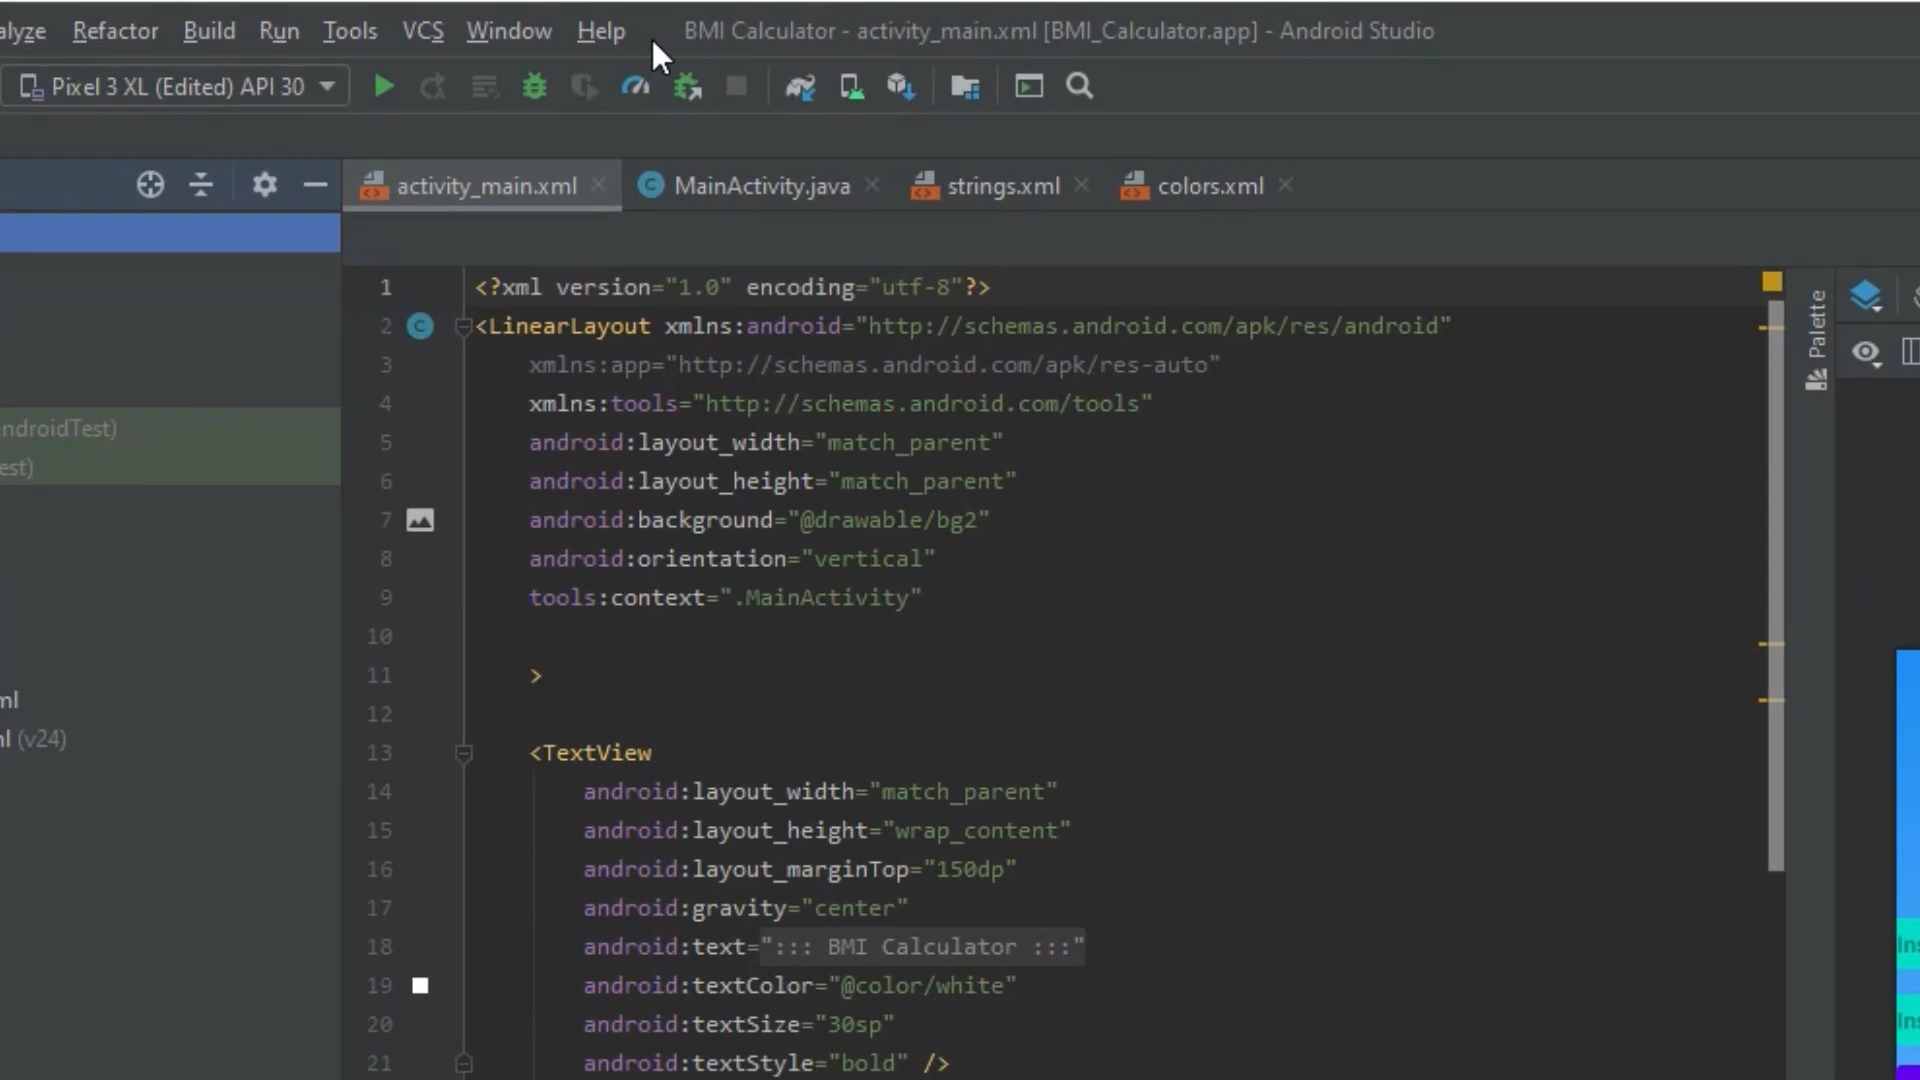 alyze Refactor Build Run Tools VCS Window Help BMI Calculator - activity_main.xml [BMI_Calculator.app] - Android Studio
Pixel 3 XL (Edited) API 30
activity_main.xml MainActivity.java strings.xml colors.xml
1 <?xml version="1.0" encoding="utf-8"?>
2 <LinearLayout xmlns:android="http://schemas.android.com/apk/res/android"
3 xmlns:app="http://schemas.android.com/apk/res-auto"
4 xmlns:tools="http://schemas.android.com/tools"
5 android:layout_width="match_parent"
6 android:layout_height="match_parent"
7 android:background="@drawable/bg2"
8 android:orientation="vertical"
9 tools:context=".MainActivity"
10
11 >
12
13 <TextView
14 android:layout_width="match_parent"
15 android:layout_height="wrap_content"
16 android:layout_marginTop="150dp"
17 android:gravity="center"
18 android:text="::: BMI Calculator :::"
19 android:textColor="@color/white"
20 android:textSize="30sp"
21 android:textStyle="bold" />
ndroidTest)
est)
ml
nl (v24)
Palette
Ins
Ins